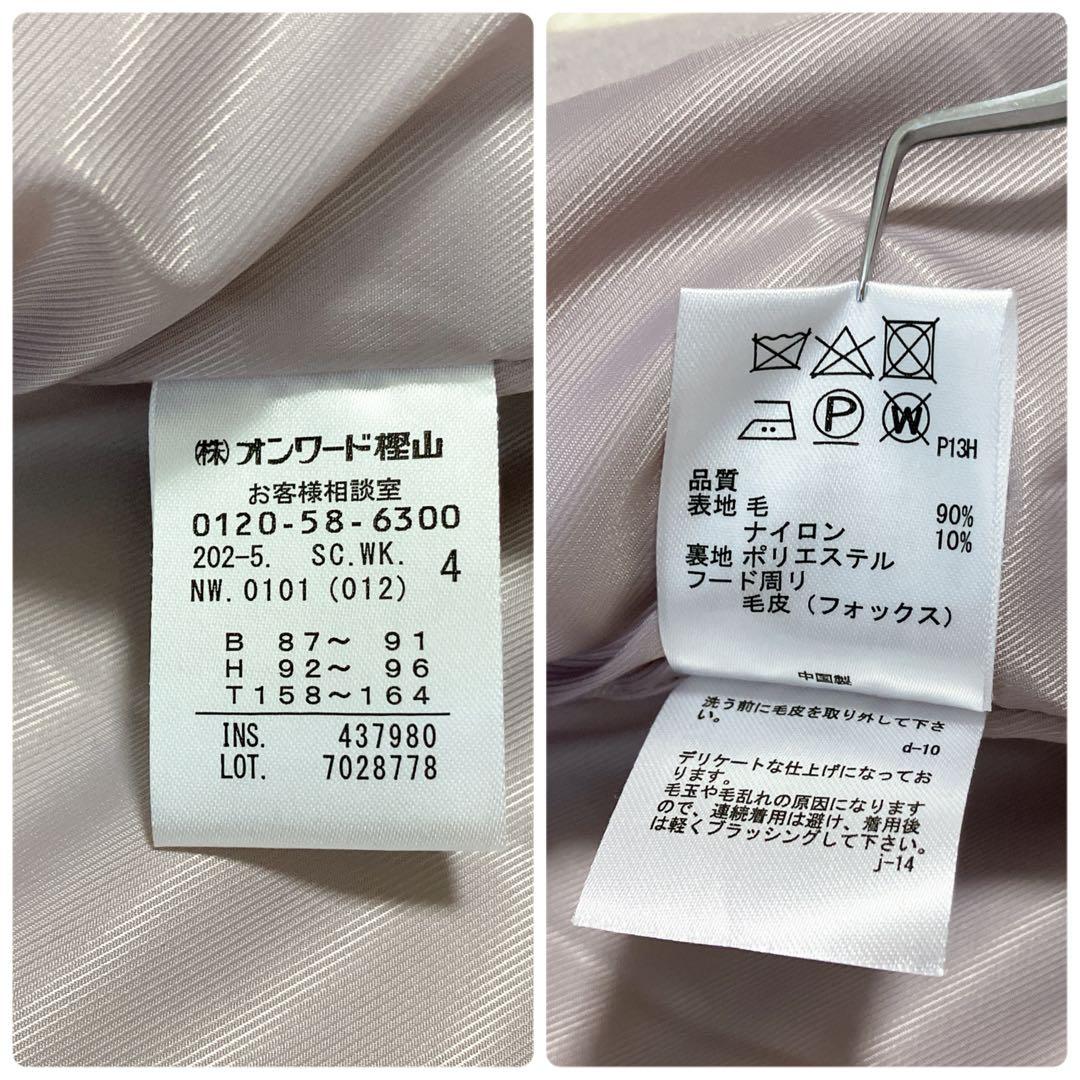 (株)オンワード樫山
お客様相談室
0120-58-6300
202-5. SC.WK. 4
NW.0101(012)
B 87～ 91
H 92～ 96
T158～164
INS. 437980
LOT. 7028778
P
W
P13H
品質
表地 毛 90%
ナイロン 10%
裏地 ポリエステル
フード周リ
毛皮(フォックス)
中国製
洗う前に毛皮を取り外して下さ
い。
d-10
デリケートな仕上げになってお
ります。
毛玉や毛乱れの原因になります
ので、連続着用は避け、着用後
は軽くブラッシングして下さい。
j-14